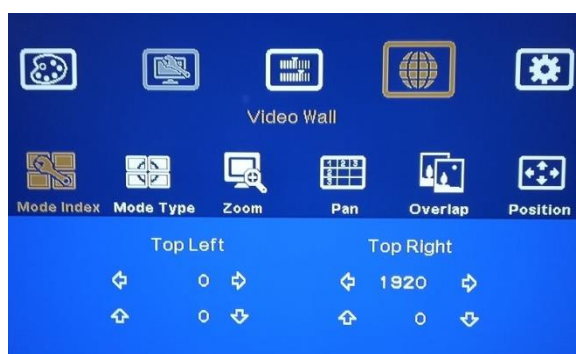 Video Wall
Mode Index Mode Type Zoom Pan Overlap Position
Top Left Top Right
0 1920
0 0